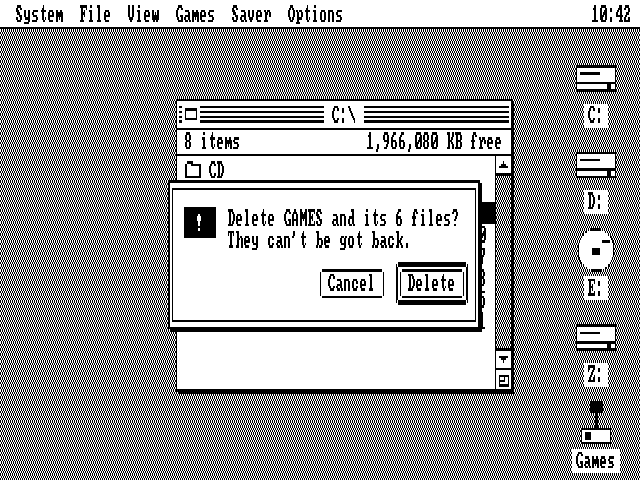 System File View Games Saver Options 10:42
C:\
8 items 1,966,080 KB free
CD
!
Delete GAMES and its 6 files?
They can't be got back.
Cancel Delete
C:
D:
E:
Z:
Games